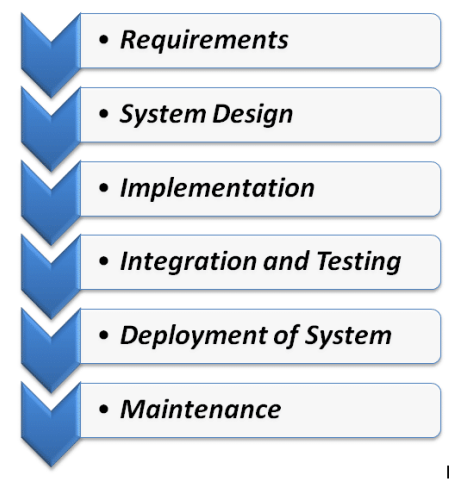 • Requirements
• System Design
• Implementation
• Integration and Testing
• Deployment of System
• Maintenance